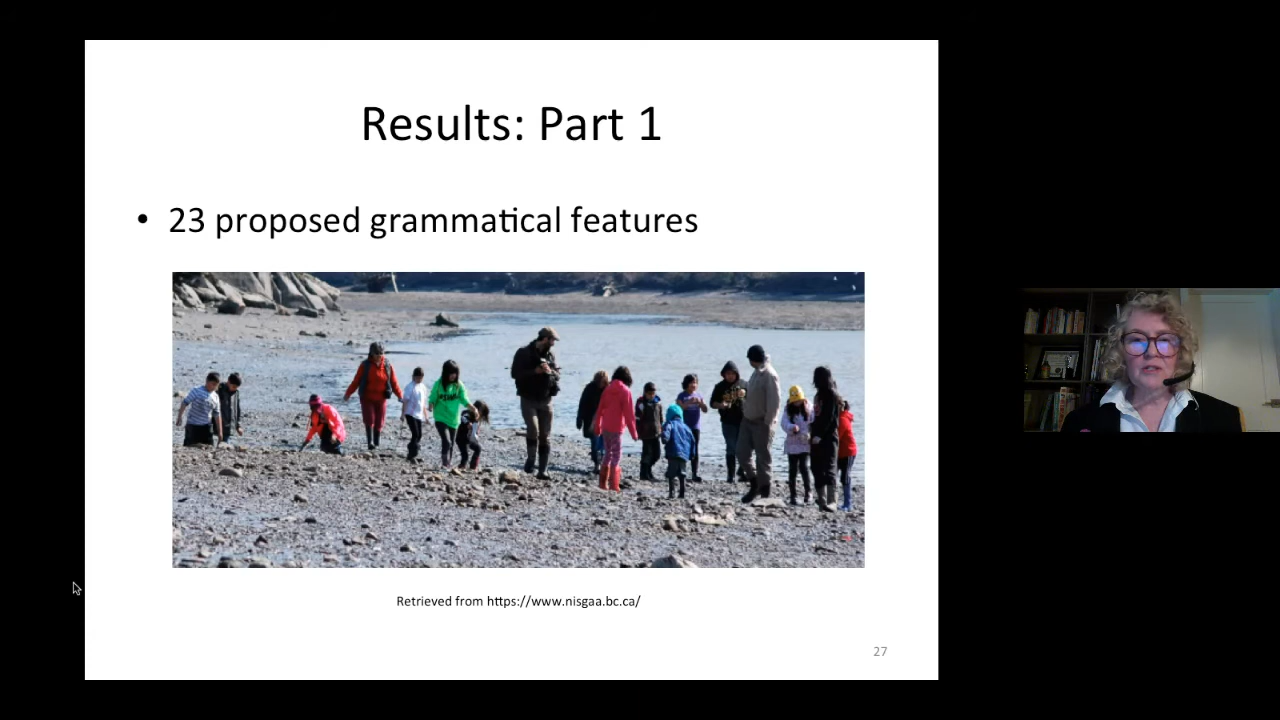 Results: Part 1
• 23 proposed grammatical features
Retrieved from https://www.nisgaa.bc.ca/
27